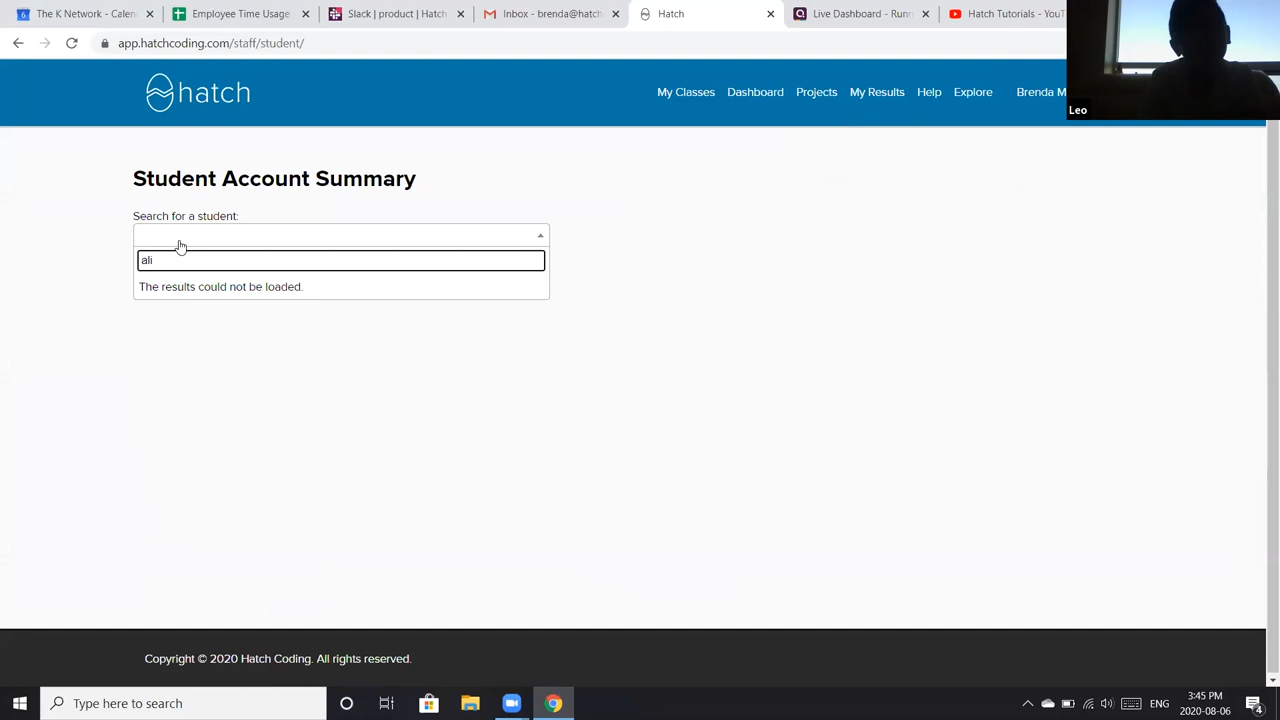 The K Network - Calen
Employee Time Usage
Slack | product | Hatch
Inbox - brenda@hatch
Hatch
Live Dashboard - Runn
Hatch Tutorials - YouT
app.hatchcoding.com/staff/student/
hatch
My Classes Dashboard Projects My Results Help Explore Brenda M
Leo
Student Account Summary
Search for a student:
ali
The results could not be loaded.
Copyright © 2020 Hatch Coding. All rights reserved.
Type here to search
ENG
3:45 PM
2020-08-06
4